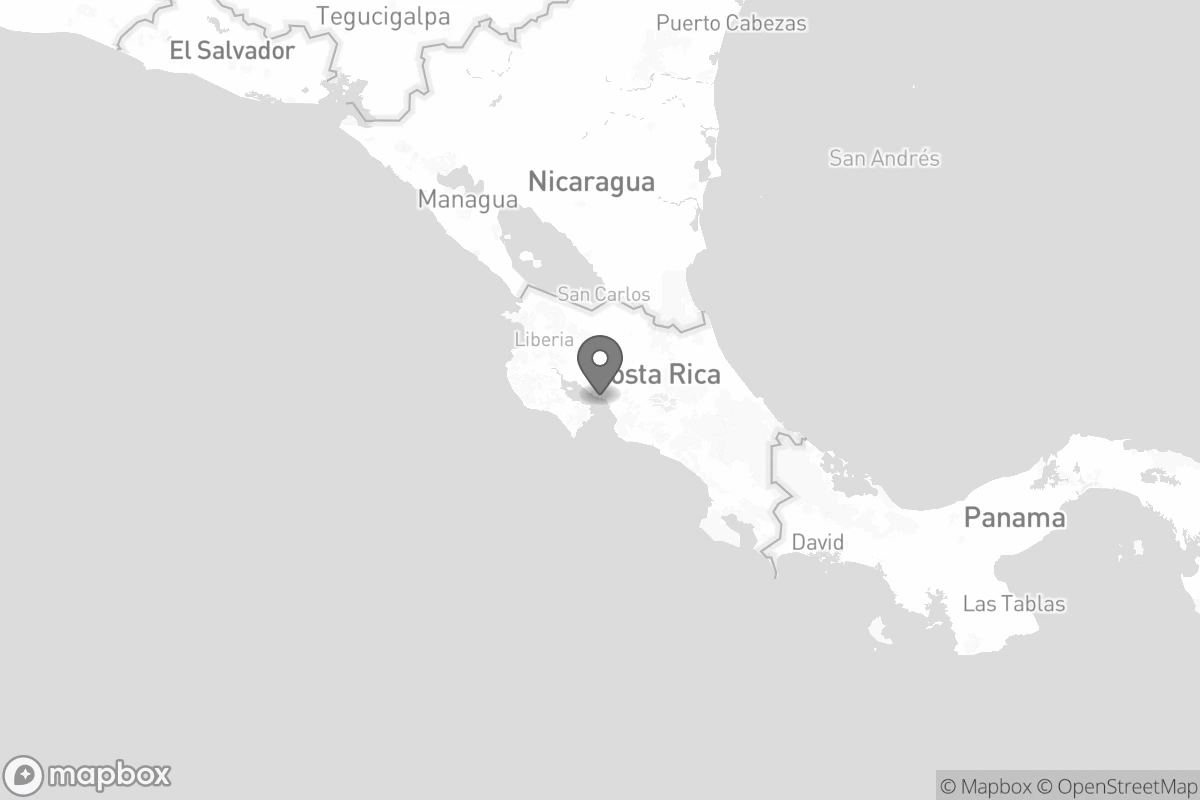 Tegucigalpa
Puerto Cabezas
El Salvador
San Andrés
Nicaragua
Managua
San Carlos
Liberia
osta Rica
Panama
David
Las Tablas
mapbox
© Mapbox © OpenStreetMap